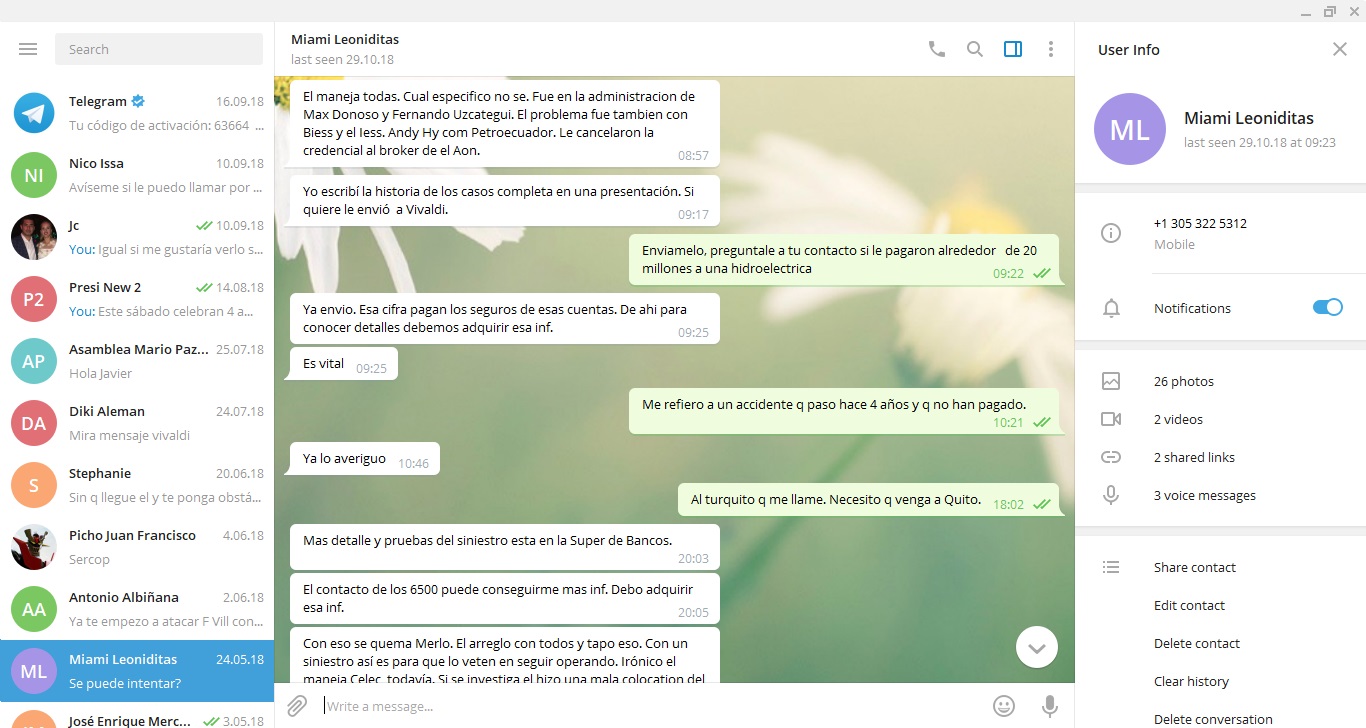 Search
Telegram 16.09.18
Tu código de activación: 63664 ...
NI
Nico Issa 10.09.18
Avíseme si le puedo llamar por ...
Jc 10.09.18
You: Igual si me gustaría verlo s...
P2
Presi New 2 14.08.18
You: Este sábado celebran 4 a...
AP
Asamblea Mario Paz... 25.07.18
Hola Javier
DA
Diki Aleman 24.07.18
Mira mensaje vivaldi
S
Stephanie 20.06.18
Sin q llegue el y te ponga obstá...
Picho Juan Francisco 4.06.18
Sercop
AA
Antonio Albiñana 2.06.18
Ya te empezo a atacar F Vill con...
ML
Miami Leoniditas 24.05.18
Se puede intentar?
José Enrique Merc... 3.05.18
Miami Leoniditas
last seen 29.10.18
El maneja todas. Cual especifico no se. Fue en la administracion de
Max Donoso y Fernando Uzcategui. El problema fue tambien con
Biess y el Iess. Andy Hy com Petroecuador. Le cancelaron la
credencial al broker de el Aon.
08:57
Yo escribí la historia de los casos completa en una presentación. Si
quiere le envió a Vivaldi.
09:17
Enviamelo, preguntale a tu contacto si le pagaron alrededor de 20
millones a una hidroelectrica
09:22
Ya envio. Esa cifra pagan los seguros de esas cuentas. De ahi para
conocer detalles debemos adquirir esa inf.
09:25
Es vital 09:25
Me refiero a un accidente q paso hace 4 años y q no han pagado.
10:21
Ya lo averiguo 10:46
Al turquito q me llame. Necesito q venga a Quito. 18:02
Mas detalle y pruebas del siniestro esta en la Super de Bancos.
20:03
El contacto de los 6500 puede conseguirme mas inf. Debo adquirir
esa inf.
20:05
Con eso se quema Merlo. El arreglo con todos y tapo eso. Con un
siniestro así es para que lo veten en seguir operando. Irónico el
maneja Celec todavía. Si se investiga el hizo una mala colocation del
Write a message...
User Info
ML
Miami Leoniditas
last seen 29.10.18 at 09:23
+1 305 322 5312
Mobile
Notifications
26 photos
2 videos
2 shared links
3 voice messages
Share contact
Edit contact
Delete contact
Clear history
Delete conversation